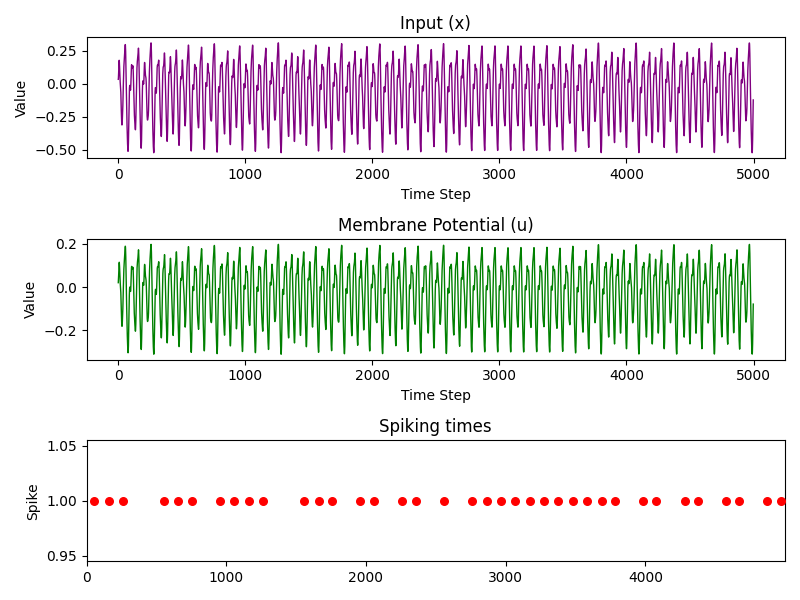 Input (x)
0.25
0.00
−0.25
−0.50
Value
0 1000 2000 3000 4000 5000
Time Step
Membrane Potential (u)
0.2
0.0
−0.2
Value
0 1000 2000 3000 4000 5000
Time Step
Spiking times
1.05
1.00
0.95
Spike
0 1000 2000 3000 4000